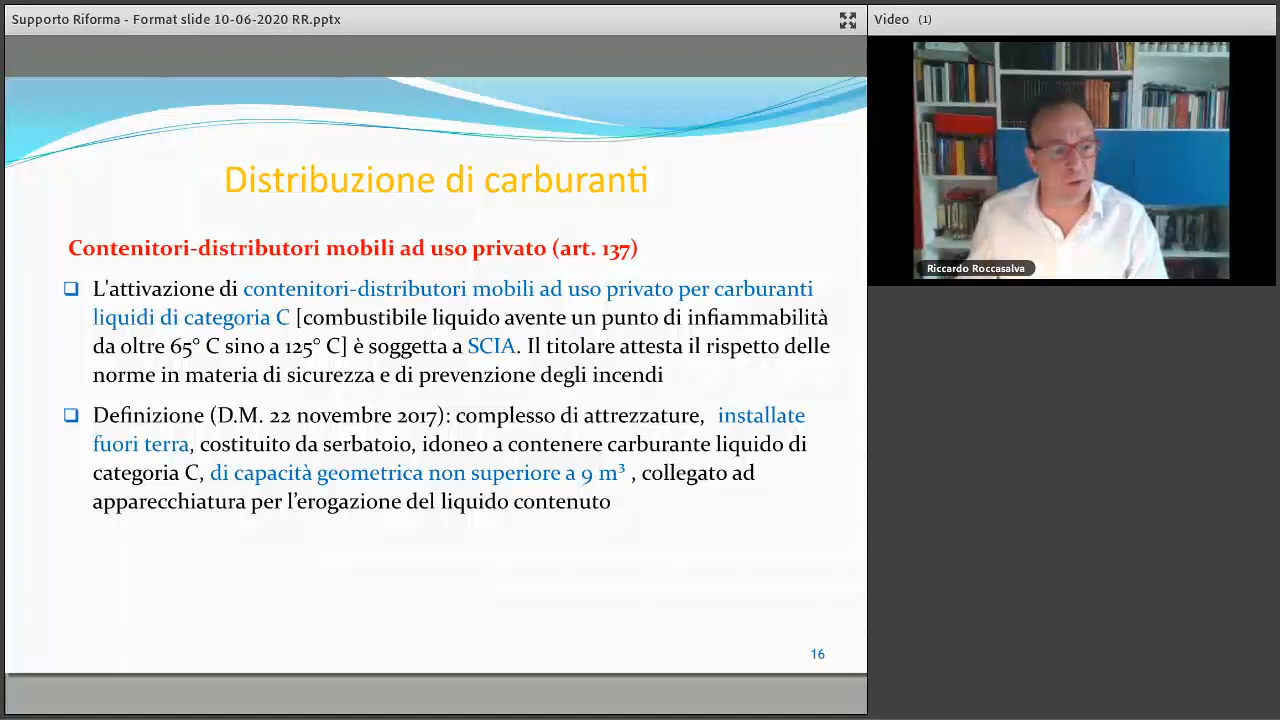 Supporto Riforma - Format slide 10-06-2020 RR.pptx
Video (1)
Distribuzione di carburanti
Contenitori-distributori mobili ad uso privato (art. 137)
L'attivazione di contenitori-distributori mobili ad uso privato per carburanti
liquidi di categoria C [combustibile liquido avente un punto di infiammabilità
da oltre 65° C sino a 125° C] è soggetta a SCIA. Il titolare attesta il rispetto delle
norme in materia di sicurezza e di prevenzione degli incendi
Definizione (D.M. 22 novembre 2017): complesso di attrezzature, installate
fuori terra, costituito da serbatoio, idoneo a contenere carburante liquido di
categoria C, di capacità geometrica non superiore a 9 m³ , collegato ad
apparecchiatura per l’erogazione del liquido contenuto
16
Riccardo Roccasalva